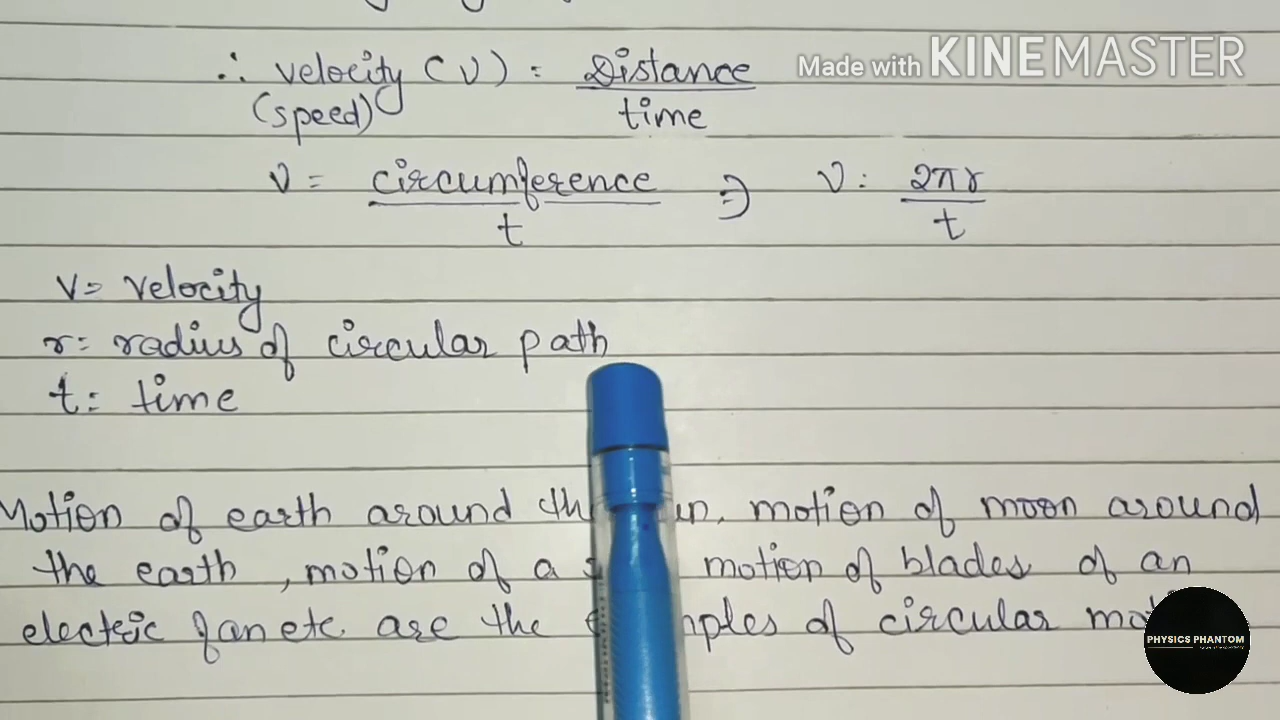 ∴ velocity (v) = Distance
(speed) time
Made with KINEMASTER
v = circumference ⇒ v : 2πr
t t
v= velocity
r= radius of circular path
t= time
Motion of earth around motion of moon around
the earth , motion of a motion of blades of an
electric fan etc. are the of circular
PHYSICS PHANTOM